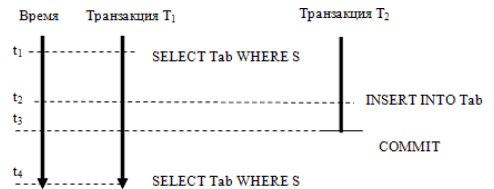 Время Транзакция T₁ Транзакция T₂
t₁ SELECT Tab WHERE S
t₂ INSERT INTO Tab
t₃
COMMIT
t₄ SELECT Tab WHERE S